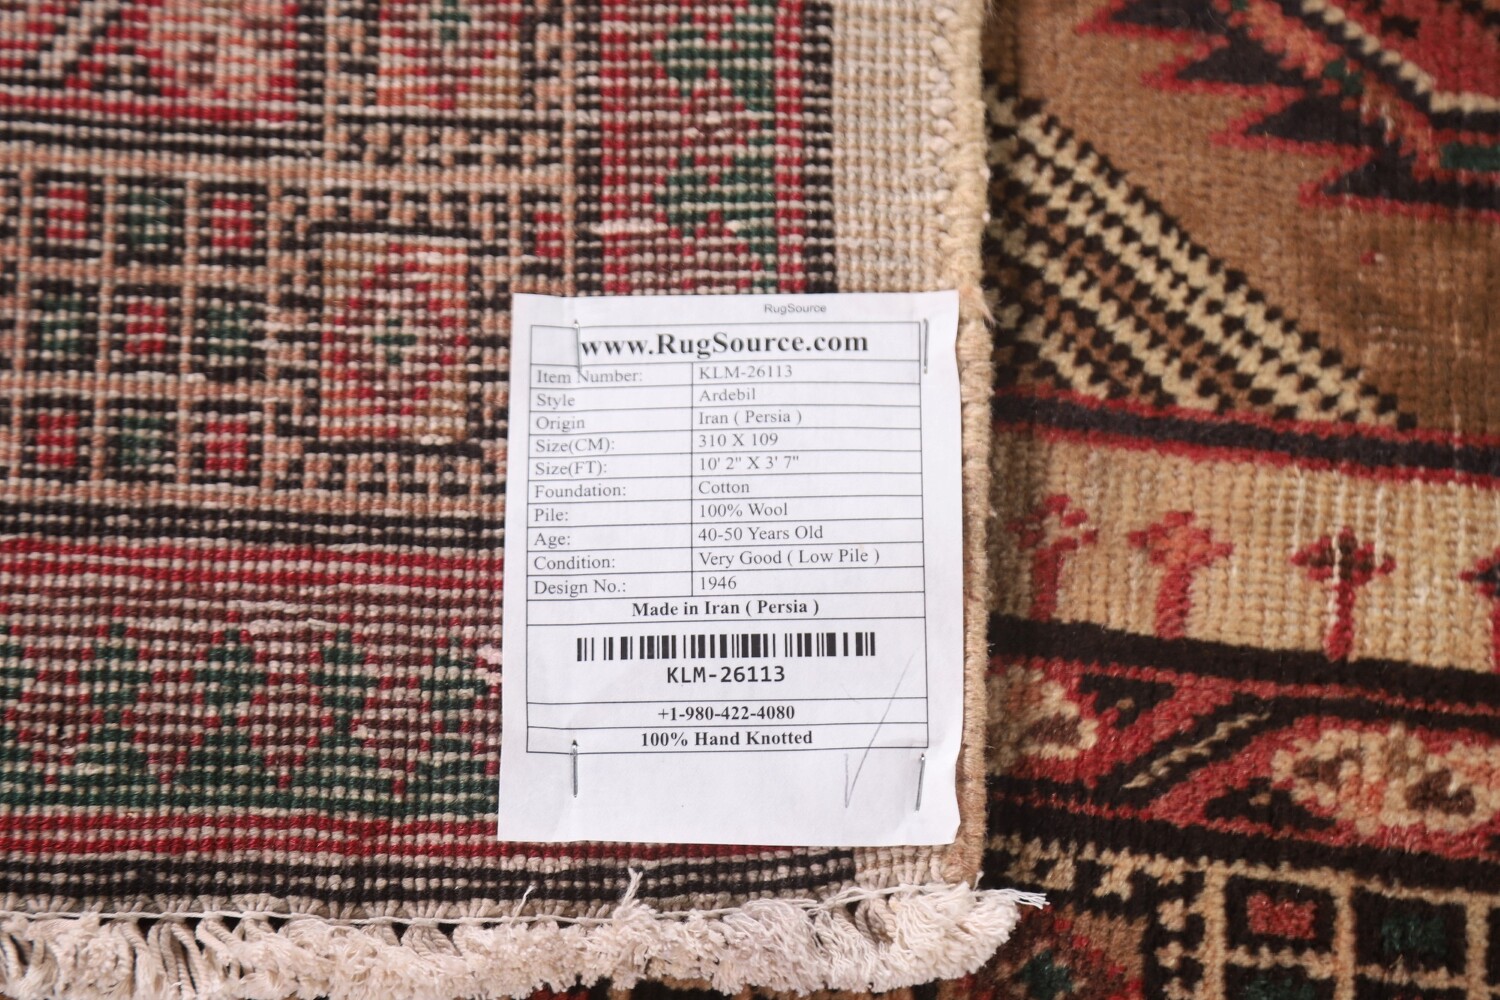 RugSource
www.RugSource.com
Item Number: KLM-26113
Style Ardebil
Origin Iran ( Persia )
Size(CM): 310 X 109
Size(FT): 10' 2" X 3' 7"
Foundation: Cotton
Pile: 100% Wool
Age: 40-50 Years Old
Condition: Very Good ( Low Pile )
Design No.: 1946
Made in Iran ( Persia )
KLM-26113
+1-980-422-4080
100% Hand Knotted